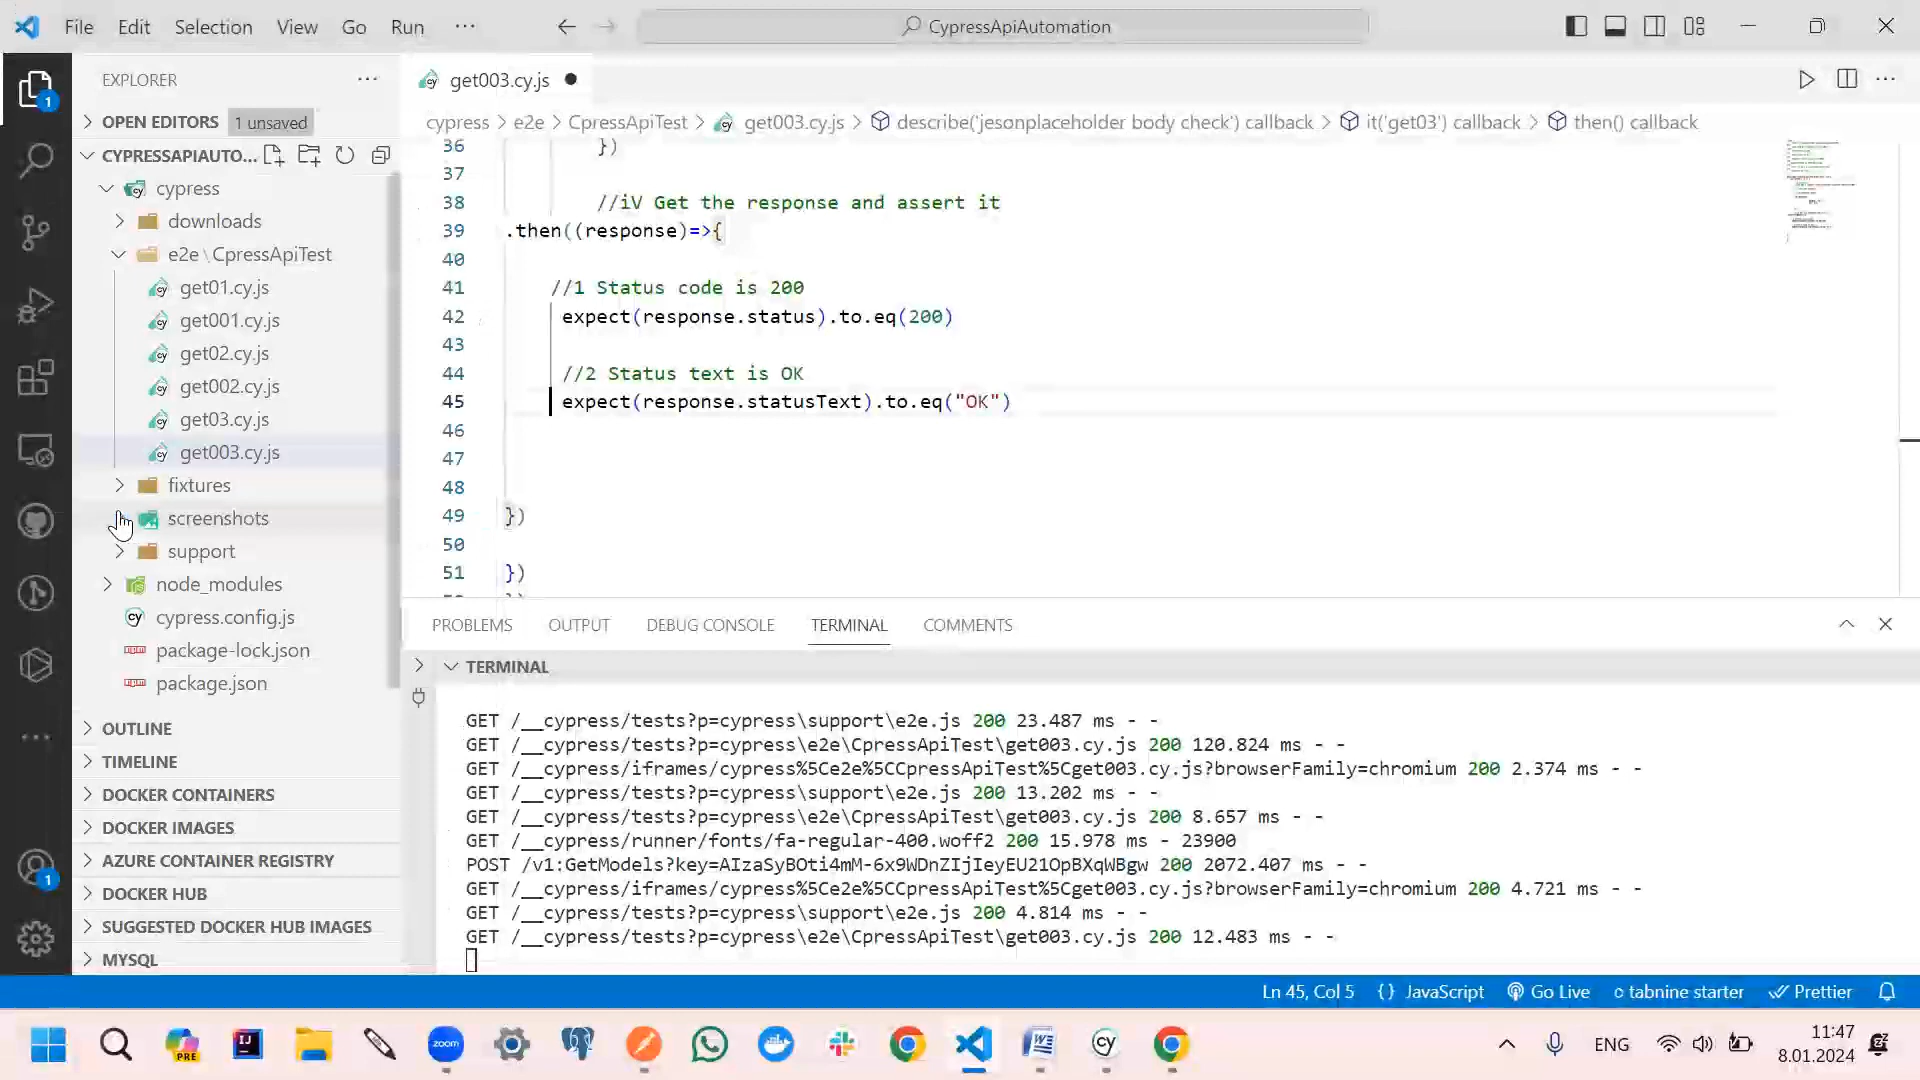 File Edit Selection View Go Run ···
CypressApiAutomation
EXPLORER
OPEN EDITORS 1 unsaved
CYPRESSAPIAUTO...
cypress
downloads
e2e \ CpressApiTest
get01.cy.js
get001.cy.js
get02.cy.js
get002.cy.js
get03.cy.js
get003.cy.js
fixtures
screenshots
support
node_modules
cypress.config.js
package-lock.json
package.json
OUTLINE
TIMELINE
DOCKER CONTAINERS
DOCKER IMAGES
AZURE CONTAINER REGISTRY
DOCKER HUB
SUGGESTED DOCKER HUB IMAGES
MYSQL
1
1
get003.cy.js
cypress > e2e > CpressApiTest > get003.cy.js > describe('jesonplaceholder body check') callback > it('get03') callback > then() callback
36 })
37
38 //iV Get the response and assert it
39 .then((response)=>{
40
41 //1 Status code is 200
42 expect(response.status).to.eq(200)
43
44 //2 Status text is OK
45 expect(response.statusText).to.eq("OK")
46
47
48
49 })
50
51 })
PROBLEMS OUTPUT DEBUG CONSOLE TERMINAL COMMENTS
TERMINAL
GET /__cypress/tests?p=cypress\support\e2e.js 200 23.487 ms - -
GET /__cypress/tests?p=cypress\e2e\CpressApiTest\get003.cy.js 200 120.824 ms - -
GET /__cypress/iframes/cypress%5Ce2e%5CCpressApiTest%5Cget003.cy.js?browserFamily=chromium 200 2.374 ms - -
GET /__cypress/tests?p=cypress\support\e2e.js 200 13.202 ms - -
GET /__cypress/tests?p=cypress\e2e\CpressApiTest\get003.cy.js 200 8.657 ms - -
GET /__cypress/runner/fonts/fa-regular-400.woff2 200 15.978 ms - 23900
POST /v1:GetModels?key=AIzaSyBOti4mM-6x9WDnZIjIeyEU21OpBXqWBgw 200 2072.407 ms - -
GET /__cypress/iframes/cypress%5Ce2e%5CCpressApiTest%5Cget003.cy.js?browserFamily=chromium 200 4.721 ms - -
GET /__cypress/tests?p=cypress\support\e2e.js 200 4.814 ms - -
GET /__cypress/tests?p=cypress\e2e\CpressApiTest\get003.cy.js 200 12.483 ms - -
Ln 45, Col 5 {} JavaScript Go Live tabnine starter Prettier
PRE IJ zoom cy ENG
11:47
8.01.2024